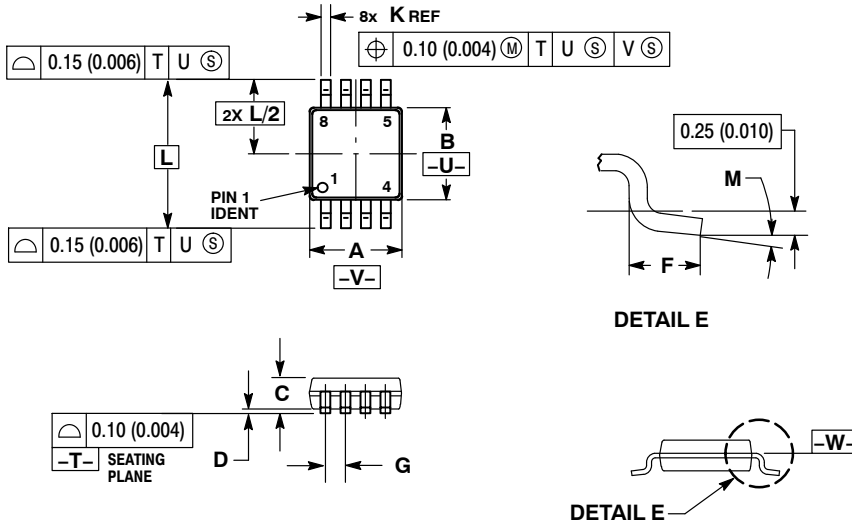 8x K REF
⌖ 0.10 (0.004) Ⓜ T U Ⓢ V Ⓢ
⌓ 0.15 (0.006) T U Ⓢ
2X L/2
8 5
B
-U-
L
1
4
PIN 1
IDENT
⌓ 0.15 (0.006) T U Ⓢ
A
-V-
0.25 (0.010)
M
F
DETAIL E
C
⌓ 0.10 (0.004)
-T- SEATING
PLANE
D
G
-W-
DETAIL E